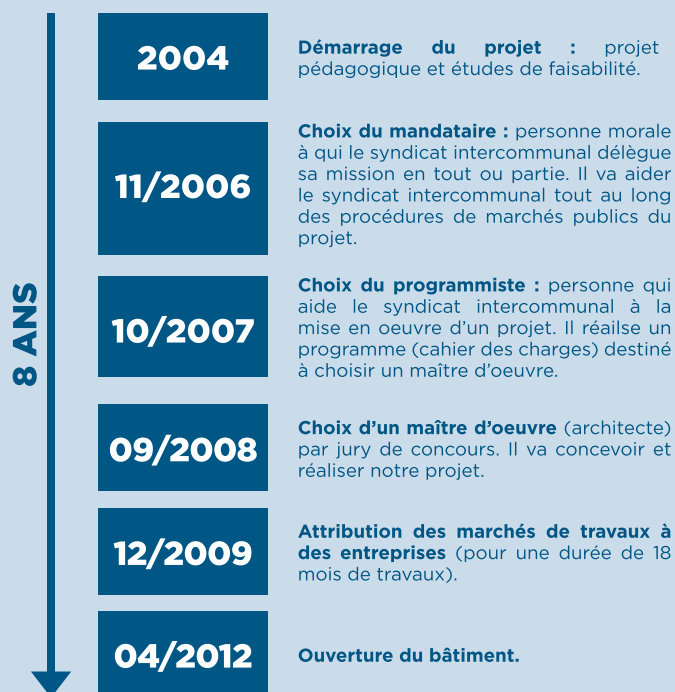 8 ANS
2004
Démarrage du projet : projet
pédagogique et études de faisabilité.
11/2006
Choix du mandataire : personne morale
à qui le syndicat intercommunal délègue
sa mission en tout ou partie. Il va aider
le syndicat intercommunal tout au long
des procédures de marchés publics du
projet.
10/2007
Choix du programmiste : personne qui
aide le syndicat intercommunal à la
mise en oeuvre d’un projet. Il réailse un
programme (cahier des charges) destiné
à choisir un maître d’oeuvre.
09/2008
Choix d’un maître d’oeuvre (architecte)
par jury de concours. Il va concevoir et
réaliser notre projet.
12/2009
Attribution des marchés de travaux à
des entreprises (pour une durée de 18
mois de travaux).
04/2012
Ouverture du bâtiment.